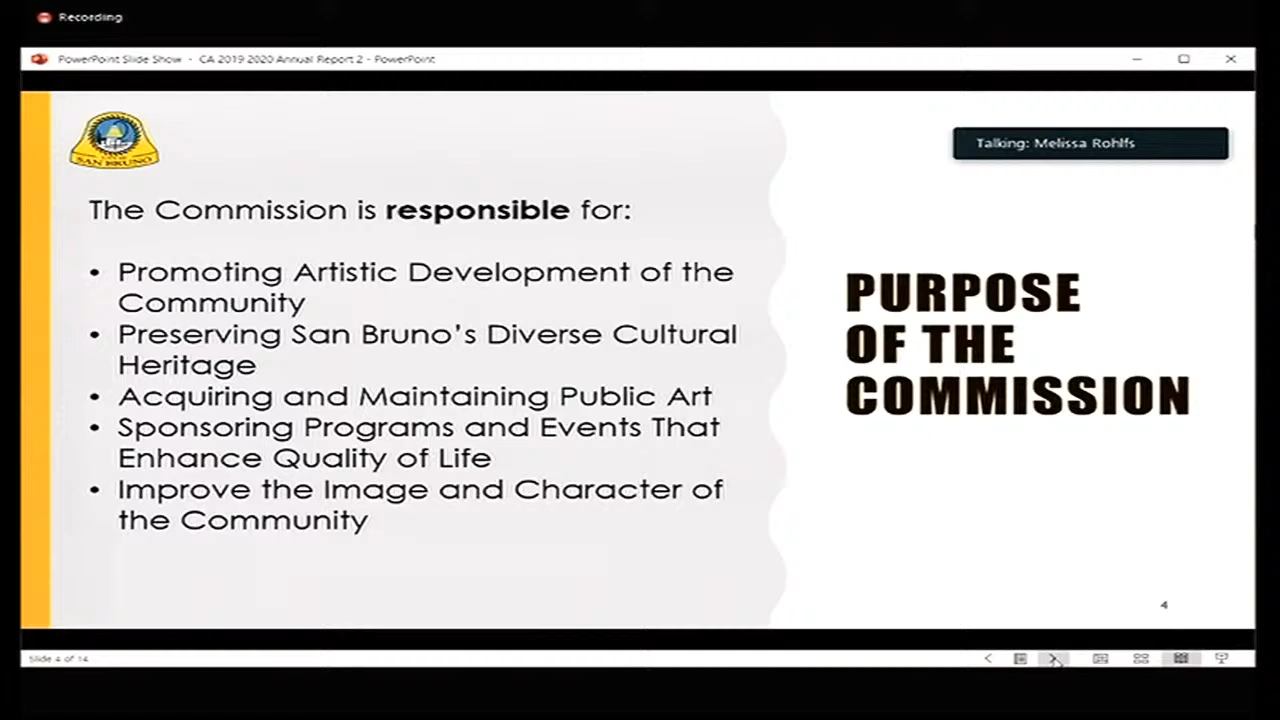 Recording
PowerPoint Slide Show - CA 2019 2020 Annual Report 2 - PowerPoint
SAN BRUNO
Talking: Melissa Rohlfs
The Commission is responsible for:
• Promoting Artistic Development of the
Community
• Preserving San Bruno's Diverse Cultural
Heritage
• Acquiring and Maintaining Public Art
• Sponsoring Programs and Events That
Enhance Quality of Life
• Improve the Image and Character of
the Community
PURPOSE
OF THE
COMMISSION
4
Slide 4 of 14